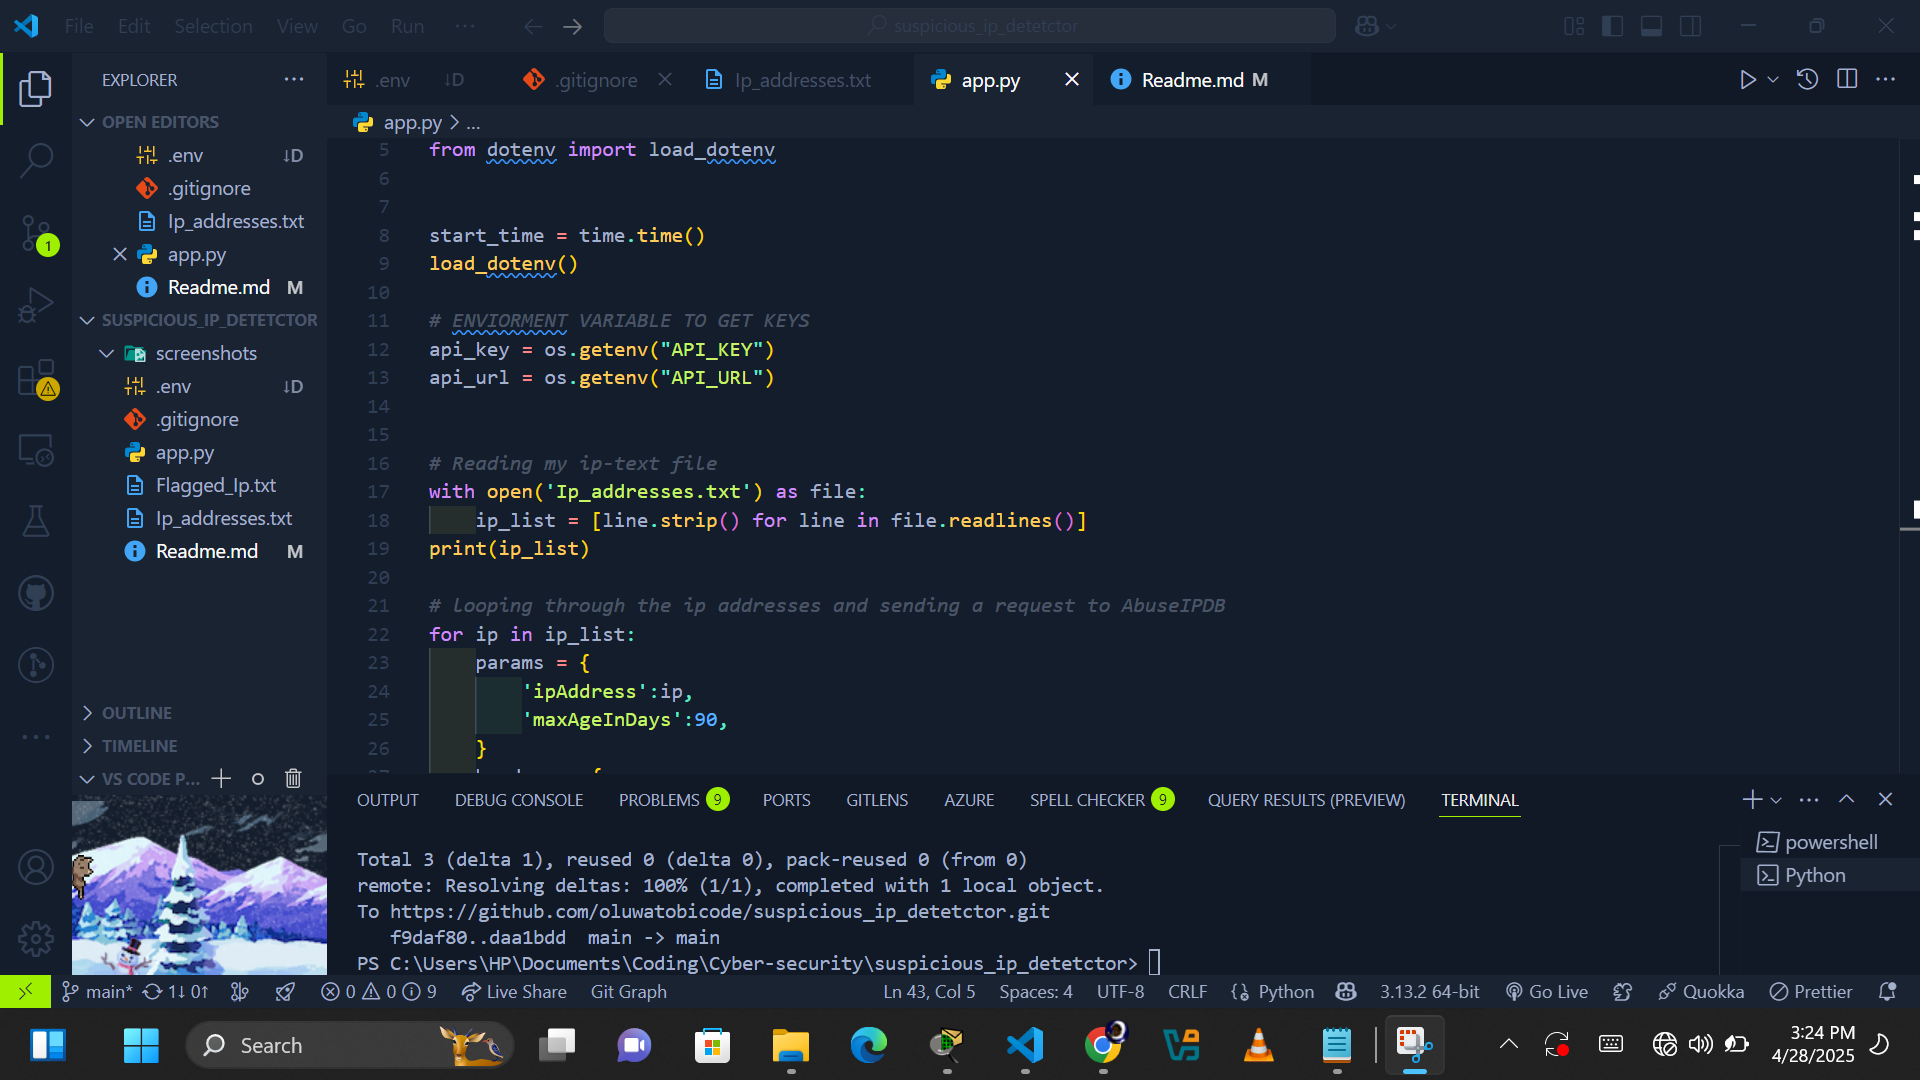 File Edit Selection View Go Run ···
suspicious_ip_detetctor
EXPLORER
.env ↓D
.gitignore
Ip_addresses.txt
app.py
Readme.md M
OPEN EDITORS
.env ↓D
.gitignore
Ip_addresses.txt
app.py
Readme.md M
SUSPICIOUS_IP_DETETCTOR
screenshots
.env ↓D
.gitignore
app.py
Flagged_Ip.txt
Ip_addresses.txt
Readme.md M
OUTLINE
TIMELINE
VS CODE P...
1
app.py > ...
5 from dotenv import load_dotenv
6
7
8 start_time = time.time()
9 load_dotenv()
10
11 # ENVIORMENT VARIABLE TO GET KEYS
12 api_key = os.getenv("API_KEY")
13 api_url = os.getenv("API_URL")
14
15
16 # Reading my ip-text file
17 with open('Ip_addresses.txt') as file:
18 ip_list = [line.strip() for line in file.readlines()]
19 print(ip_list)
20
21 # looping through the ip addresses and sending a request to AbuseIPDB
22 for ip in ip_list:
23 params = {
24 'ipAddress':ip,
25 'maxAgeInDays':90,
26 }
OUTPUT DEBUG CONSOLE PROBLEMS 9 PORTS GITLENS AZURE SPELL CHECKER 9 QUERY RESULTS (PREVIEW) TERMINAL
Total 3 (delta 1), reused 0 (delta 0), pack-reused 0 (from 0)
remote: Resolving deltas: 100% (1/1), completed with 1 local object.
To https://github.com/oluwatobicode/suspicious_ip_detetctor.git
f9daf80..daa1bdd main -> main
PS C:\Users\HP\Documents\Coding\Cyber-security\suspicious_ip_detetctor>
powershell
Python
main* 1↓ 0↑ 0 0 9 Live Share Git Graph Ln 43, Col 5 Spaces: 4 UTF-8 CRLF Python 3.13.2 64-bit Go Live Quokka Prettier
Search
3:24 PM
4/28/2025